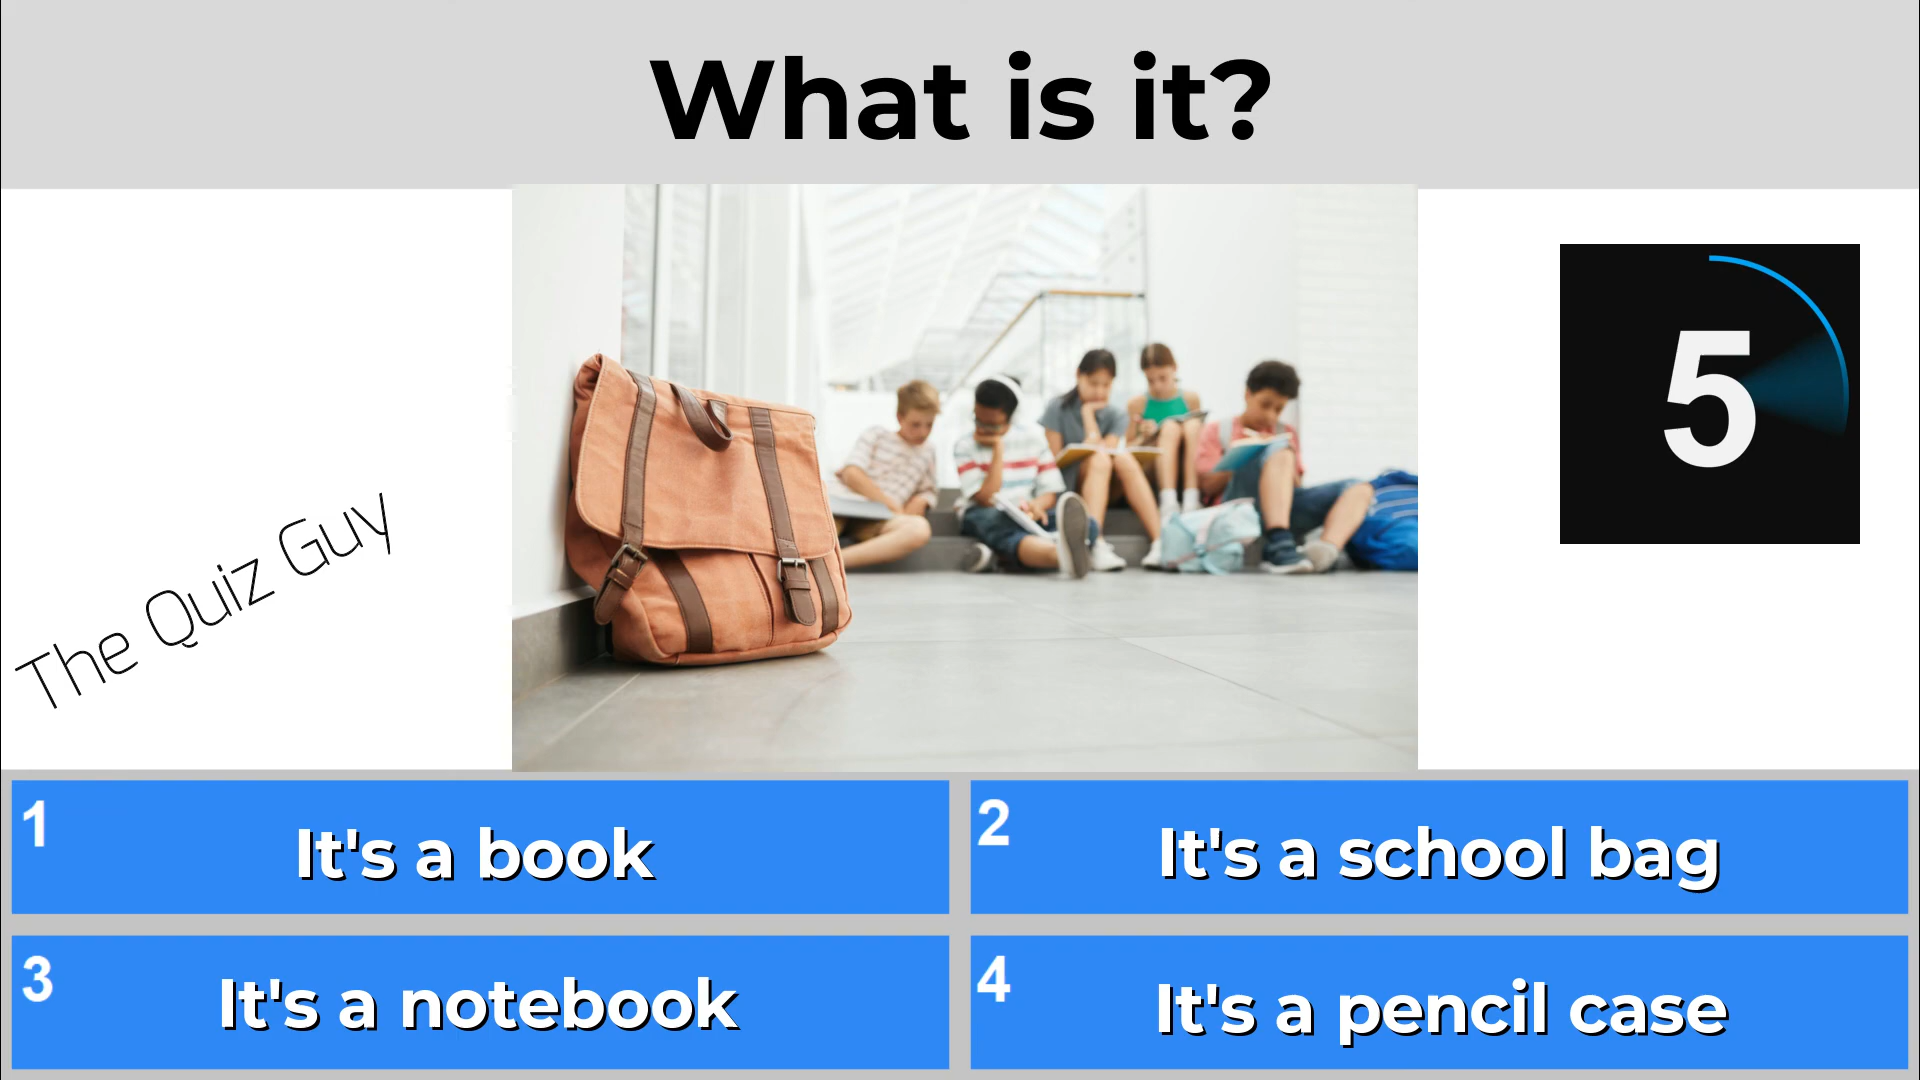 What is it?
The Quiz Guy
5
1
It's a book
2
It's a school bag
3
It's a notebook
4
It's a pencil case